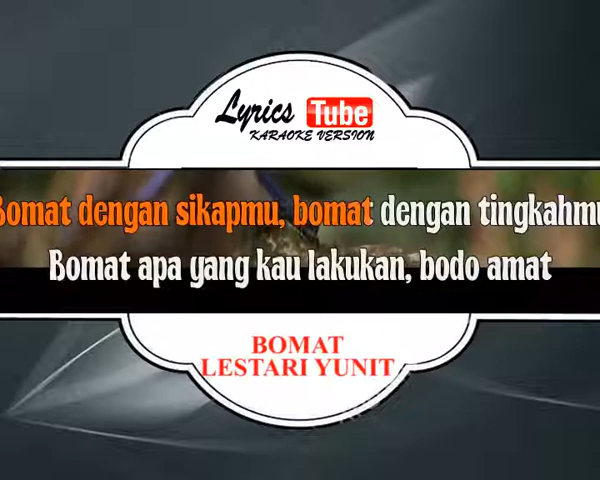 Lyrics Tube
KARAOKE VERSION
Bomat dengan sikapmu, bomat dengan tingkahmu
Bomat apa yang kau lakukan, bodo amat
BOMAT
LESTARI YUNIT